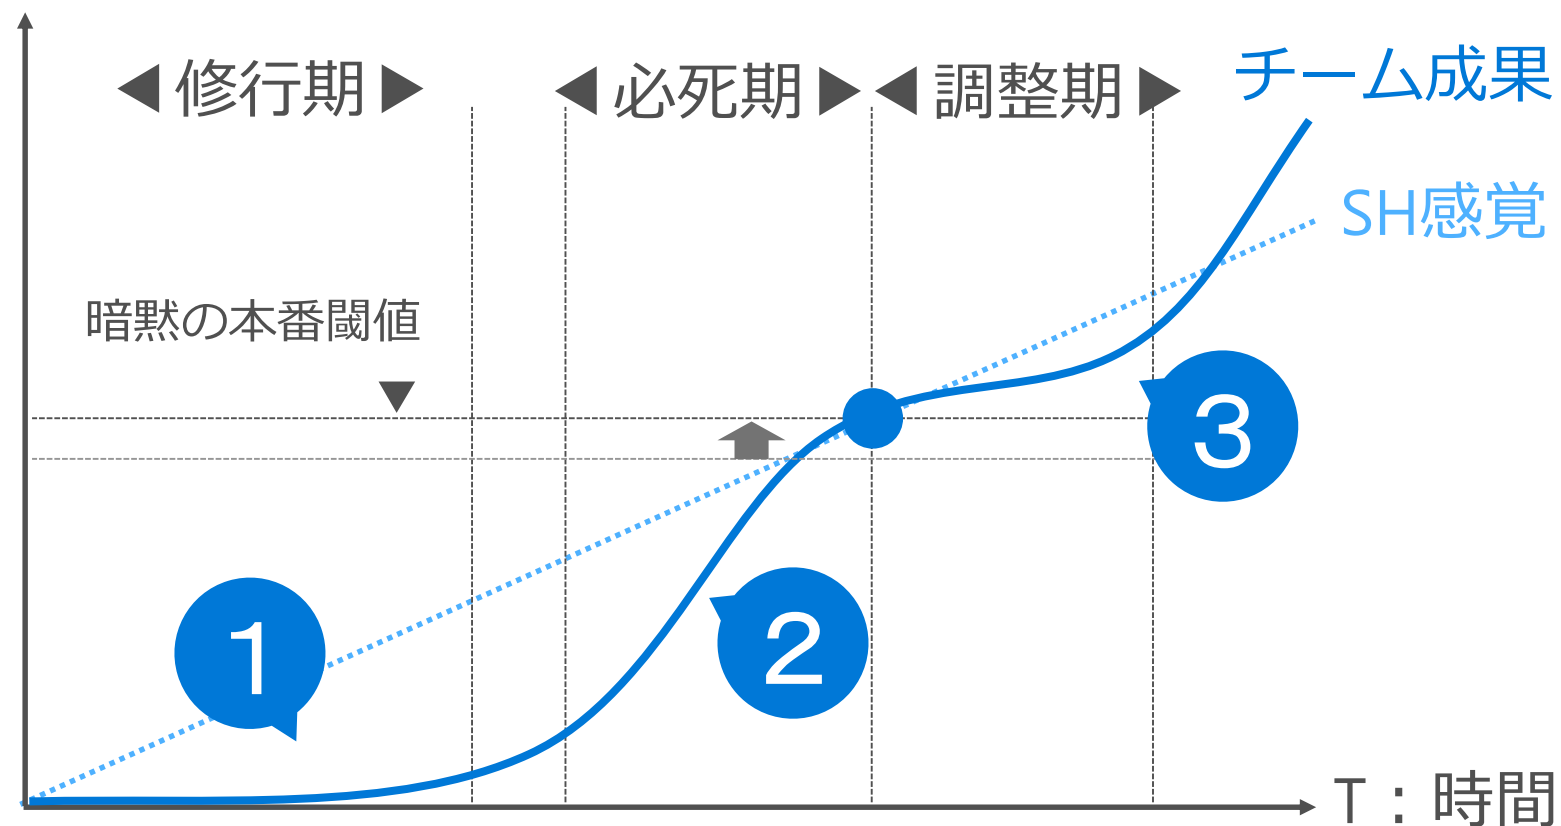 ◀ 修行期 ▶
◀ 必死期 ▶
◀ 調整期 ▶
チーム成果
SH感覚
暗黙の本番閾値
▼
1
2
3
T：時間